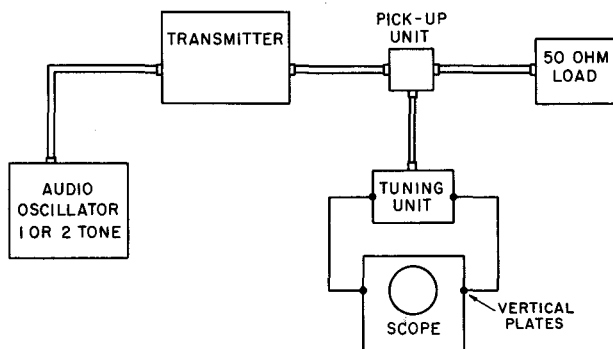 TRANSMITTER
PICK-UP
UNIT
50 OHM
LOAD
AUDIO
OSCILLATOR
1 OR 2 TONE
TUNING
UNIT
SCOPE
VERTICAL
PLATES